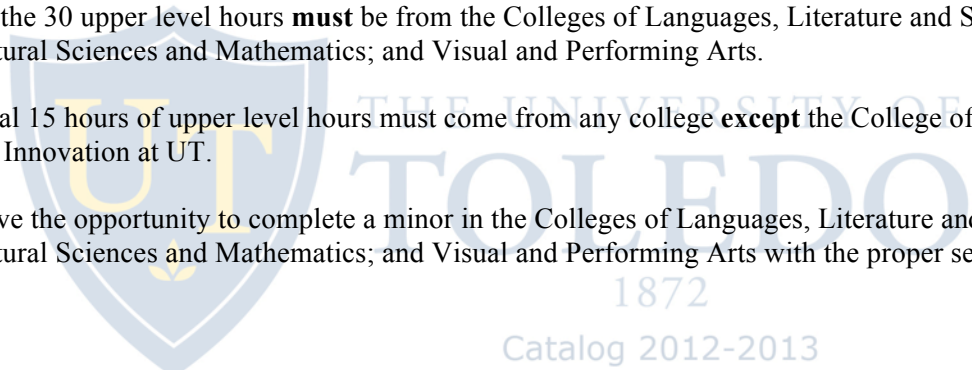 the 30 upper level hours must be from the Colleges of Languages, Literature and S
tural Sciences and Mathematics; and Visual and Performing Arts.
THE UNIVERSITY OF
al 15 hours of upper level hours must come from any college except the College of
Innovation at UT.
UT
TOLEDO
ve the opportunity to complete a minor in the Colleges of Languages, Literature and
tural Sciences and Mathematics; and Visual and Performing Arts with the proper se
1872
Catalog 2012-2013